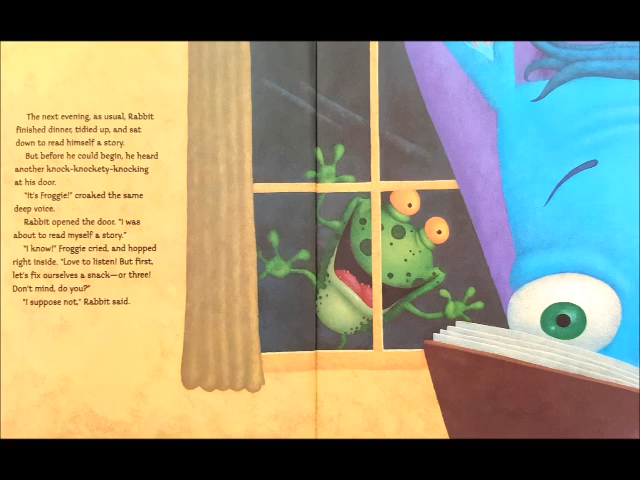 The next evening, as usual, Rabbit
finished dinner, tidied up, and sat
down to read himself a story.
But before he could begin, he heard
another knock-knockety-knocking
at his door.
"It's Froggie!" croaked the same
deep voice.
Rabbit opened the door. "I was
about to read myself a story."
"I know!" Froggie cried, and hopped
right inside. "Love to listen! But first,
let's fix ourselves a snack—or three!
Don't mind, do you?"
"I suppose not," Rabbit said.